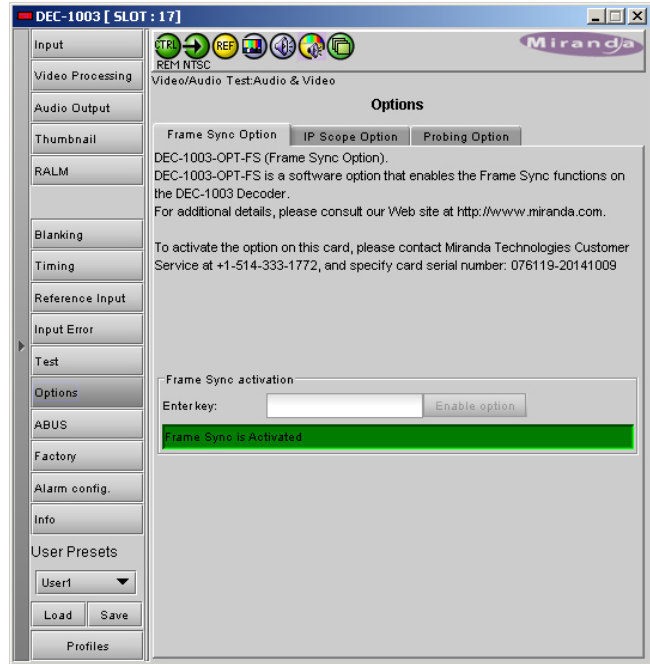 DEC-1003 [ SLOT : 17]
Input
Video Processing
Audio Output
Thumbnail
RALM
Blanking
Timing
Reference Input
Input Error
Test
Options
ABUS
Factory
Alarm config.
Info
User Presets
User1
Load Save
Profiles
CTRL REF
REM NTSC
Miranda
Video/Audio Test:Audio & Video
Options
Frame Sync Option IP Scope Option Probing Option
DEC-1003-OPT-FS (Frame Sync Option).
DEC-1003-OPT-FS is a software option that enables the Frame Sync functions on
the DEC-1003 Decoder.
For additional details, please consult our Web site at http://www.miranda.com.
To activate the option on this card, please contact Miranda Technologies Customer
Service at +1-514-333-1772, and specify card serial number: 076119-20141009
Frame Sync activation
Enter key: Enable option
Frame Sync is Activated